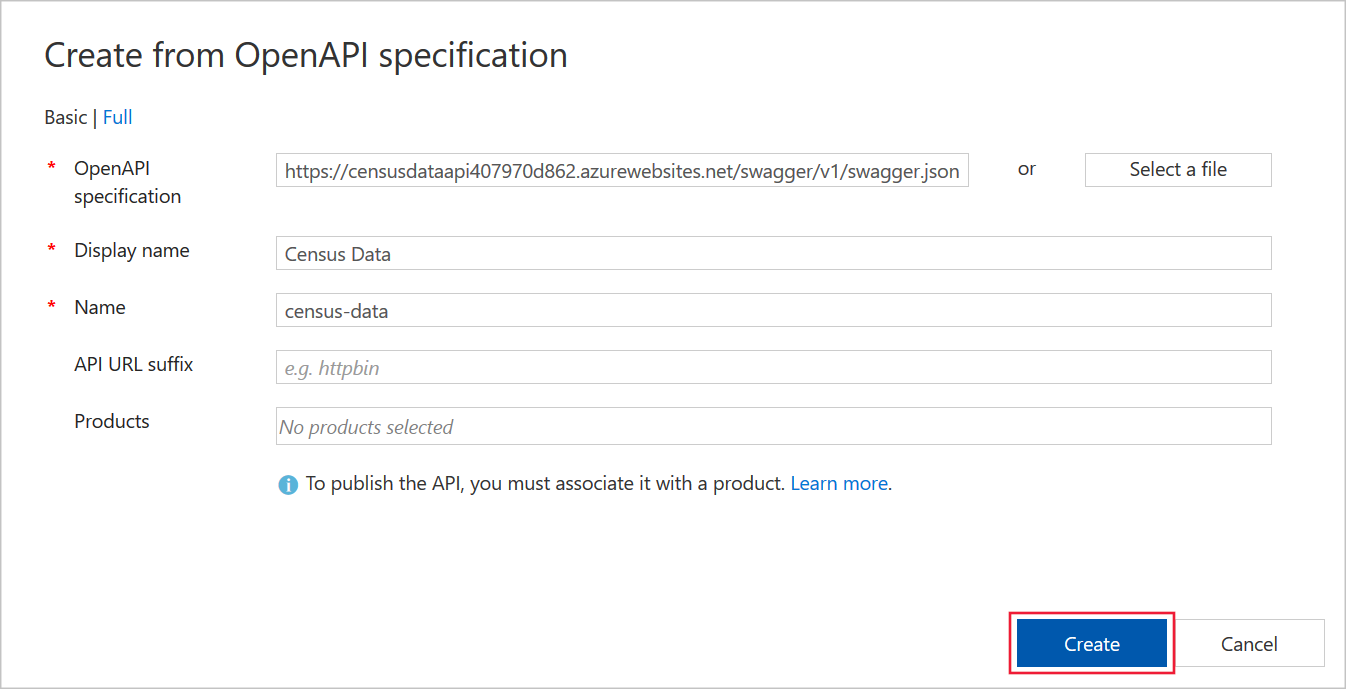 Create from OpenAPI specification
Basic | Full
* OpenAPI specification
https://censusdataapi407970d862.azurewebsites.net/swagger/v1/swagger.json or Select a file
* Display name Census Data
* Name census-data
API URL suffix e.g. httpbin
Products No products selected
i To publish the API, you must associate it with a product. Learn more.
Create Cancel